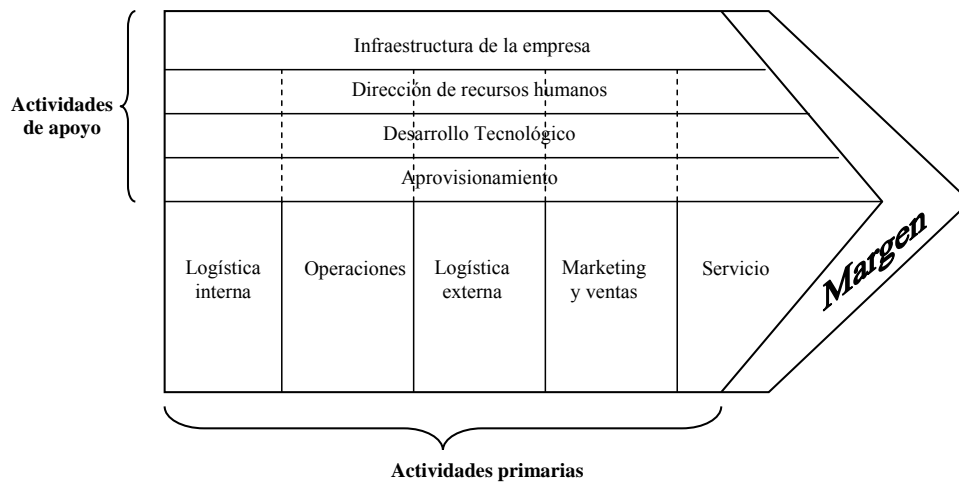 Infraestructura de la empresa
Dirección de recursos humanos
Actividades
de apoyo
Desarrollo Tecnológico
Aprovisionamiento
Logística
interna
Operaciones
Logística
externa
Marketing
y ventas
Servicio
Margen
Actividades primarias